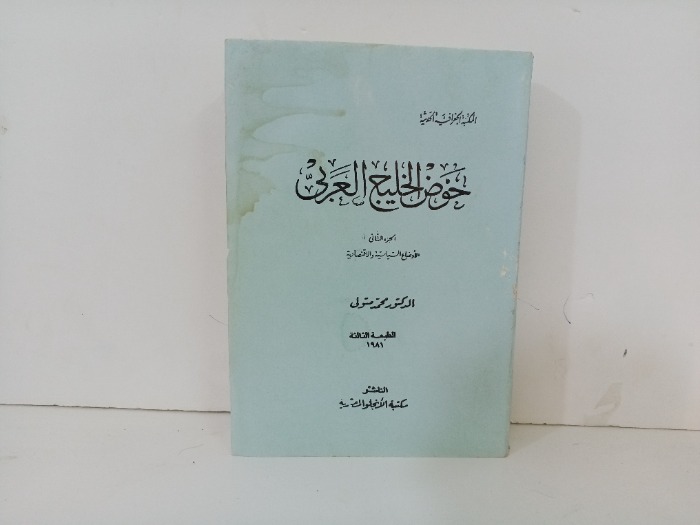 المكتبة الجغرافية الحديثة
حوض الخليج العربي
الجزء الثاني
الأوضاع السياسية والاقتصادية
الدكتور محمد متولى
الطبعة الثالثة
١٩٨١
الناشر
مكتبة الأنجلو المصرية